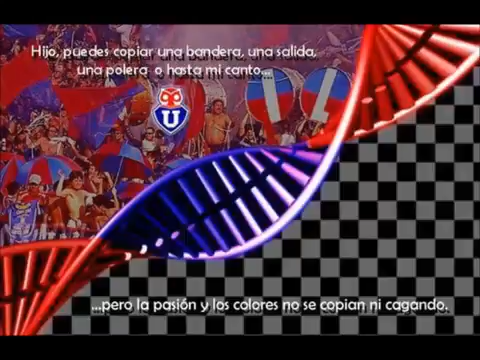 Hijo, puedes copiar una bandera, una salida,
una polera o hasta mi canto...
U
...pero la pasión y los colores no se copian ni cagando.